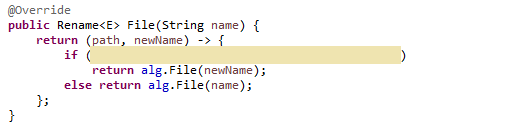 @Override
public Rename<E> File(String name) {
    return (path, newName) -> {
        if (                                                        )
            return alg.File(newName);
        else return alg.File(name);
    };
}